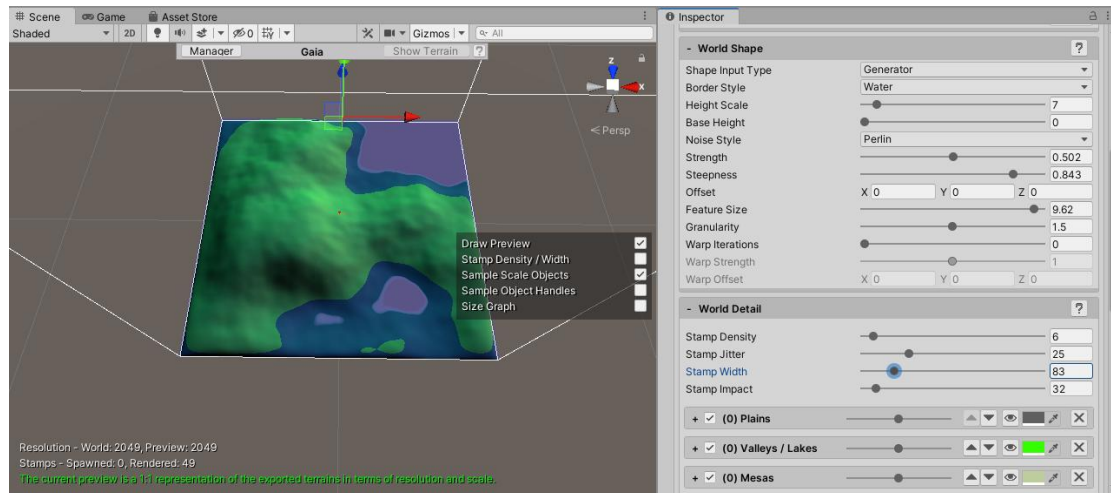 Scene Game Asset Store
Shaded 2D 0 Gizmos All
Manager Gaia Show Terrain ?
z
x
Persp
Draw Preview
Stamp Density / Width
Sample Scale Objects
Sample Object Handles
Size Graph
Resolution - World: 2049, Preview: 2049
Stamps - Spawned: 0, Rendered: 49
The current preview is a 1:1 representation of the exported terrains in terms of resolution and scale.
Inspector
- World Shape ?
Shape Input Type Generator
Border Style Water
Height Scale 7
Base Height 0
Noise Style Perlin
Strength 0.502
Steepness 0.843
Offset X 0 Y 0 Z 0
Feature Size 9.62
Granularity 1.5
Warp Iterations 0
Warp Strength 1
Warp Offset X 0 Y 0 Z 0
- World Detail ?
Stamp Density 6
Stamp Jitter 25
Stamp Width 83
Stamp Impact 32
+ (0) Plains
+ (0) Valleys / Lakes
+ (0) Mesas